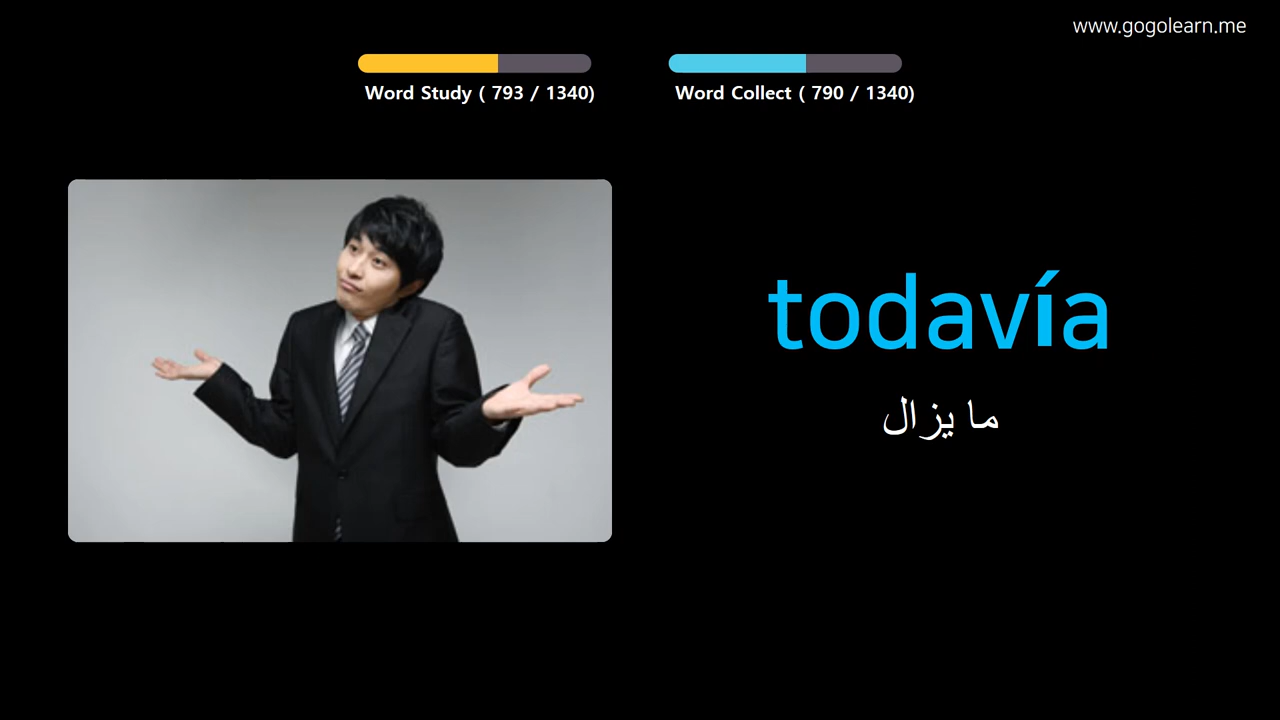 www.gogolearn.me
Word Study ( 793 / 1340)
Word Collect ( 790 / 1340)
todavía
ما يزال